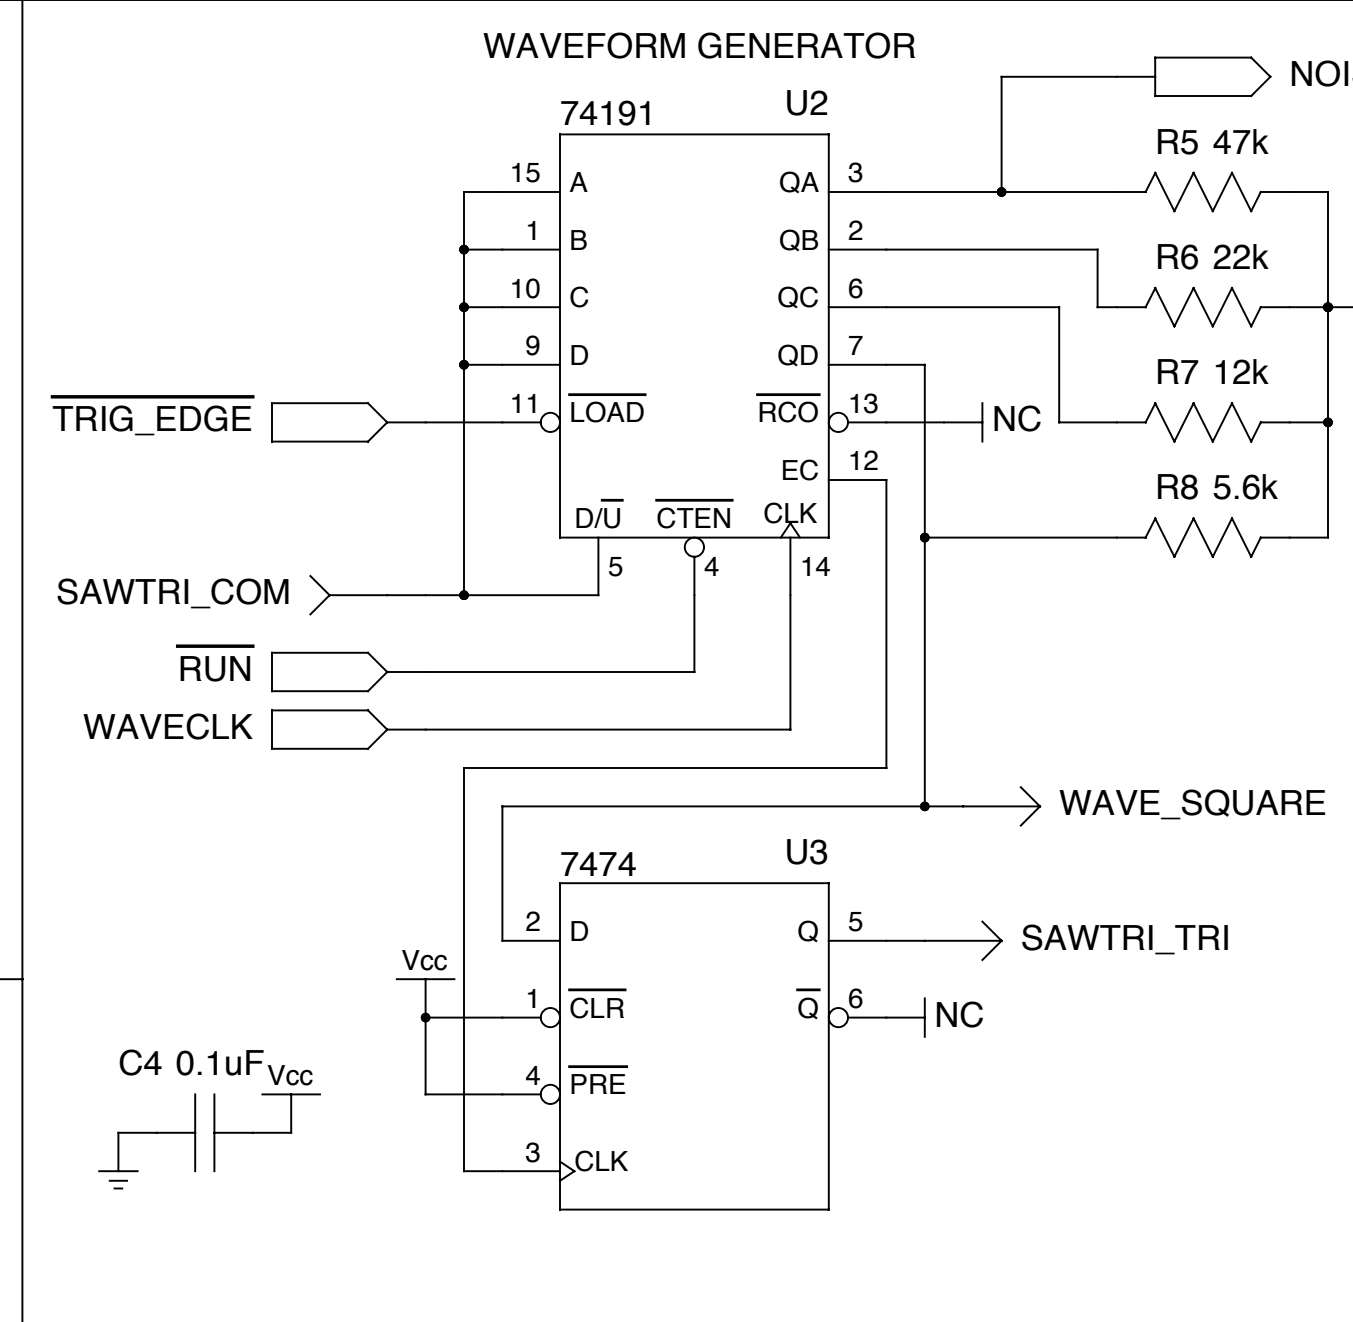 WAVEFORM GENERATOR
NOI
74191 U2
R5 47k
15 A QA 3
1 B QB 2
R6 22k
10 C QC 6
9 D QD 7
R7 12k
TRIG_EDGE
11 LOAD RCO 13 NC
EC 12
R8 5.6k
D/U CTEN CLK
5 4 14
SAWTRI_COM
RUN
WAVECLK
WAVE_SQUARE
7474 U3
2 D Q 5 SAWTRI_TRI
Vcc
1 CLR Q 6 NC
C4 0.1uF Vcc
4 PRE
3 CLK